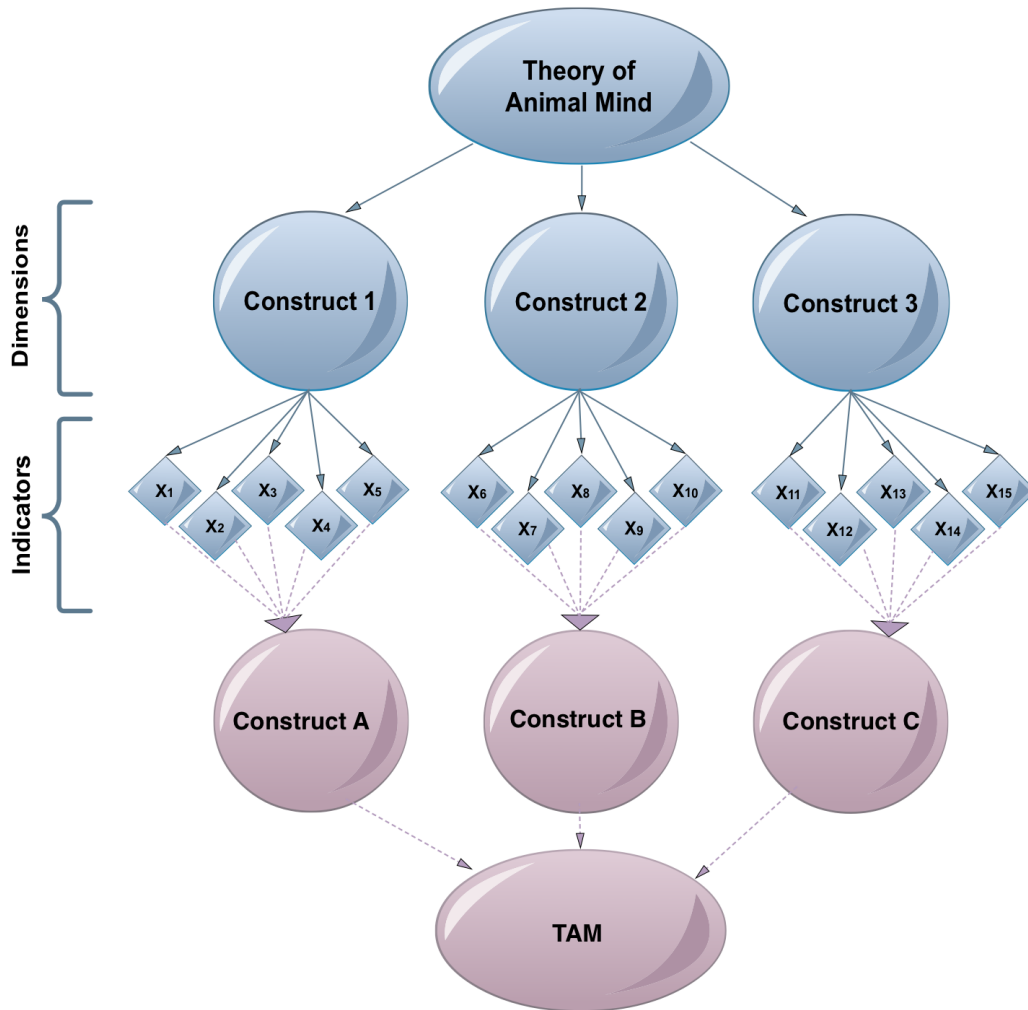 Theory of
Animal Mind
Dimensions
Construct 1
Construct 2
Construct 3
Indicators
X1
X2
X3
X4
X5
X6
X7
X8
X9
X10
X11
X12
X13
X14
X15
Construct A
Construct B
Construct C
TAM